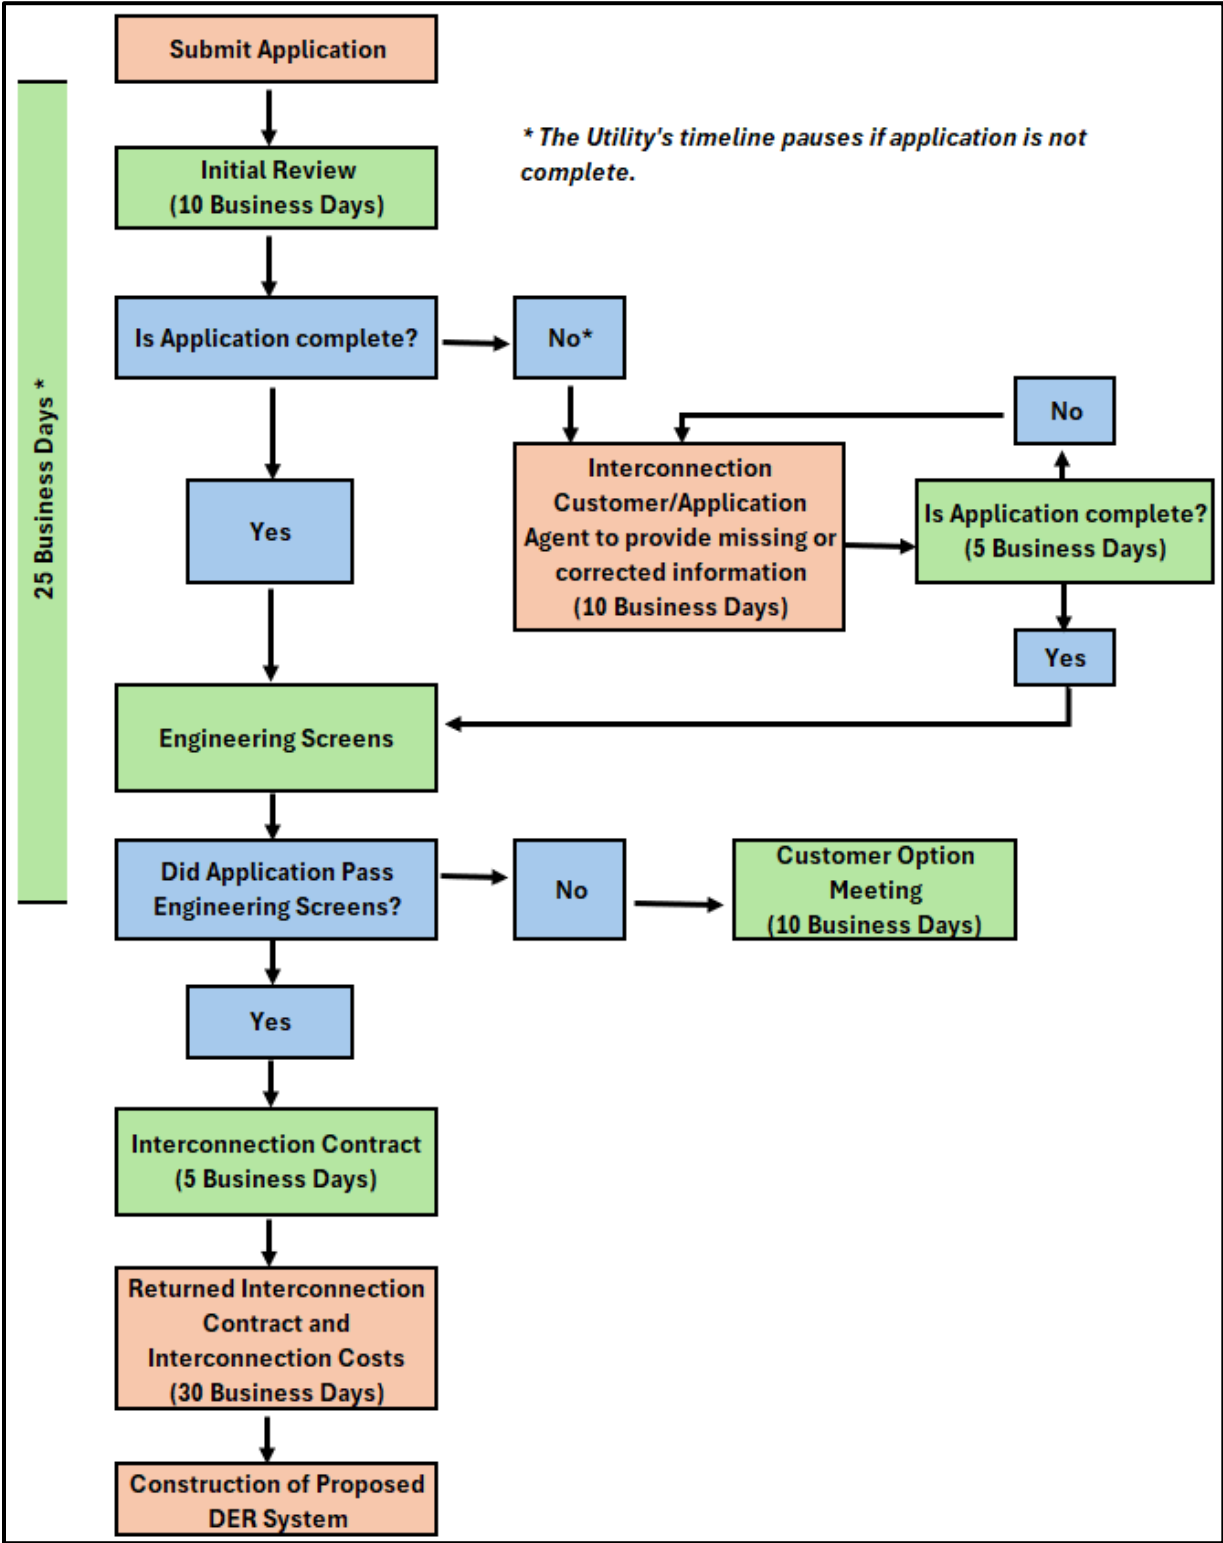 Submit Application
* The Utility's timeline pauses if application is not
complete.
Initial Review
(10 Business Days)
Is Application complete?
No*
No
25 Business Days *
Interconnection
Customer/Application
Agent to provide missing or
corrected information
(10 Business Days)
Is Application complete?
(5 Business Days)
Yes
Yes
Engineering Screens
Did Application Pass
Engineering Screens?
No
Customer Option
Meeting
(10 Business Days)
Yes
Interconnection Contract
(5 Business Days)
Returned Interconnection
Contract and
Interconnection Costs
(30 Business Days)
Construction of Proposed
DER System